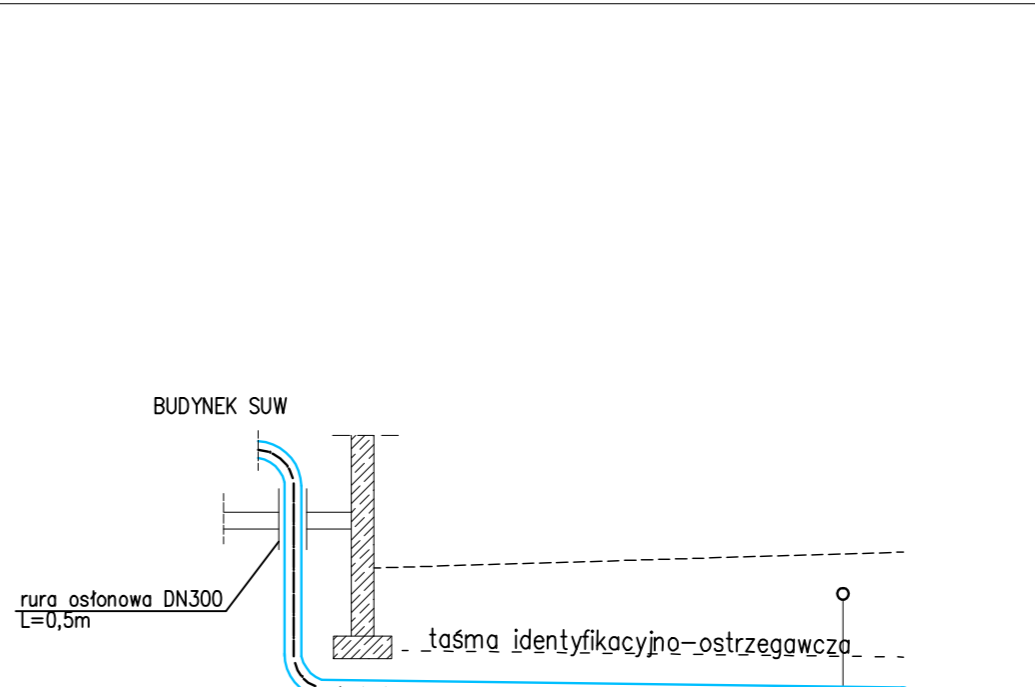 BUDYNEK SUW
rura osłonowa DN300
L=0,5m
taśma identyfikacyjno-ostrzegawcza